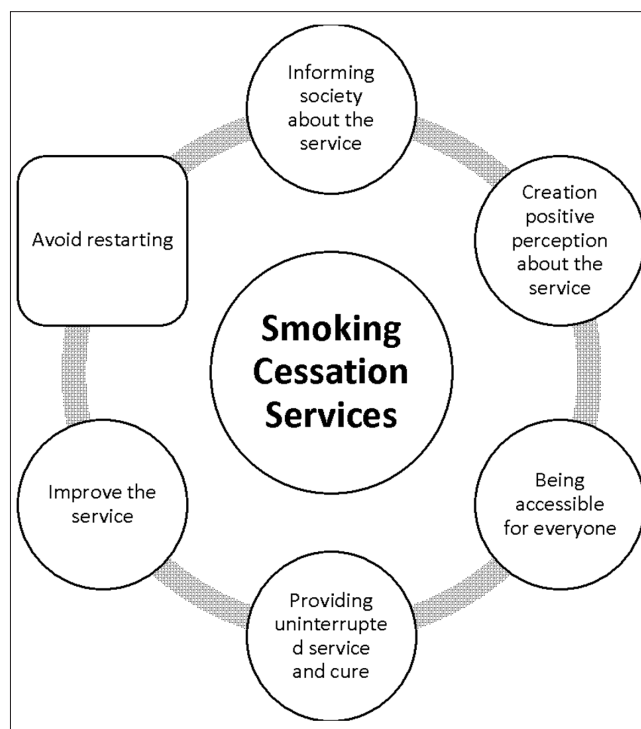 Informing
society
about the
service
Creation
positive
perception
about the
service
Being
accessible
for everyone
Providing
uninterrupte
d service
and cure
Improve the
service
Avoid restarting
Smoking
Cessation
Services